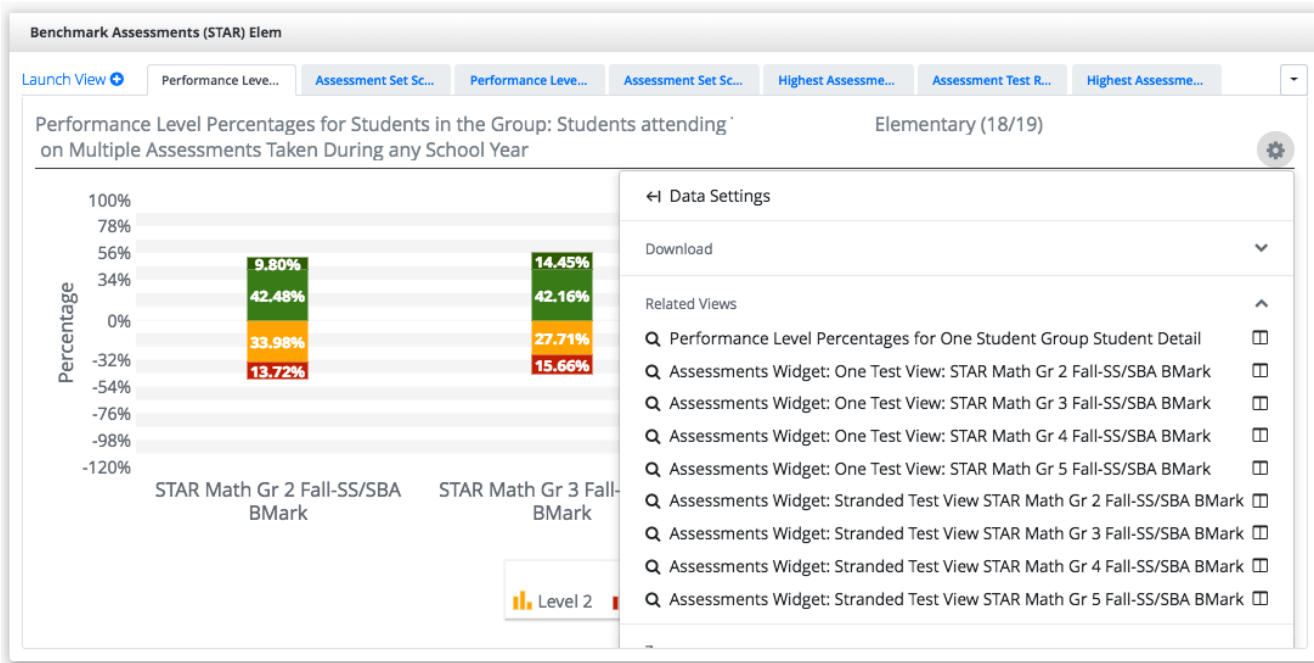 Benchmark Assessments (STAR) Elem
Launch View
Performance Leve...
Assessment Set Sc...
Performance Leve...
Assessment Set Sc...
Highest Assessme...
Assessment Test R...
Highest Assessme...
Performance Level Percentages for Students in the Group: Students attending Elementary (18/19)
on Multiple Assessments Taken During any School Year
Data Settings
Download
Related Views
Performance Level Percentages for One Student Group Student Detail
Assessments Widget: One Test View: STAR Math Gr 2 Fall-SS/SBA BMark
Assessments Widget: One Test View: STAR Math Gr 3 Fall-SS/SBA BMark
Assessments Widget: One Test View: STAR Math Gr 4 Fall-SS/SBA BMark
Assessments Widget: One Test View: STAR Math Gr 5 Fall-SS/SBA BMark
Assessments Widget: Stranded Test View STAR Math Gr 2 Fall-SS/SBA BMark
Assessments Widget: Stranded Test View STAR Math Gr 3 Fall-SS/SBA BMark
Assessments Widget: Stranded Test View STAR Math Gr 4 Fall-SS/SBA BMark
Assessments Widget: Stranded Test View STAR Math Gr 5 Fall-SS/SBA BMark
Percentage
100%
78%
56%
34%
0%
-32%
-54%
-76%
-98%
-120%
9.80%
42.48%
33.98%
13.72%
14.45%
42.16%
27.71%
15.66%
STAR Math Gr 2 Fall-SS/SBA
BMark
STAR Math Gr 3 Fall-
BMark
Level 2